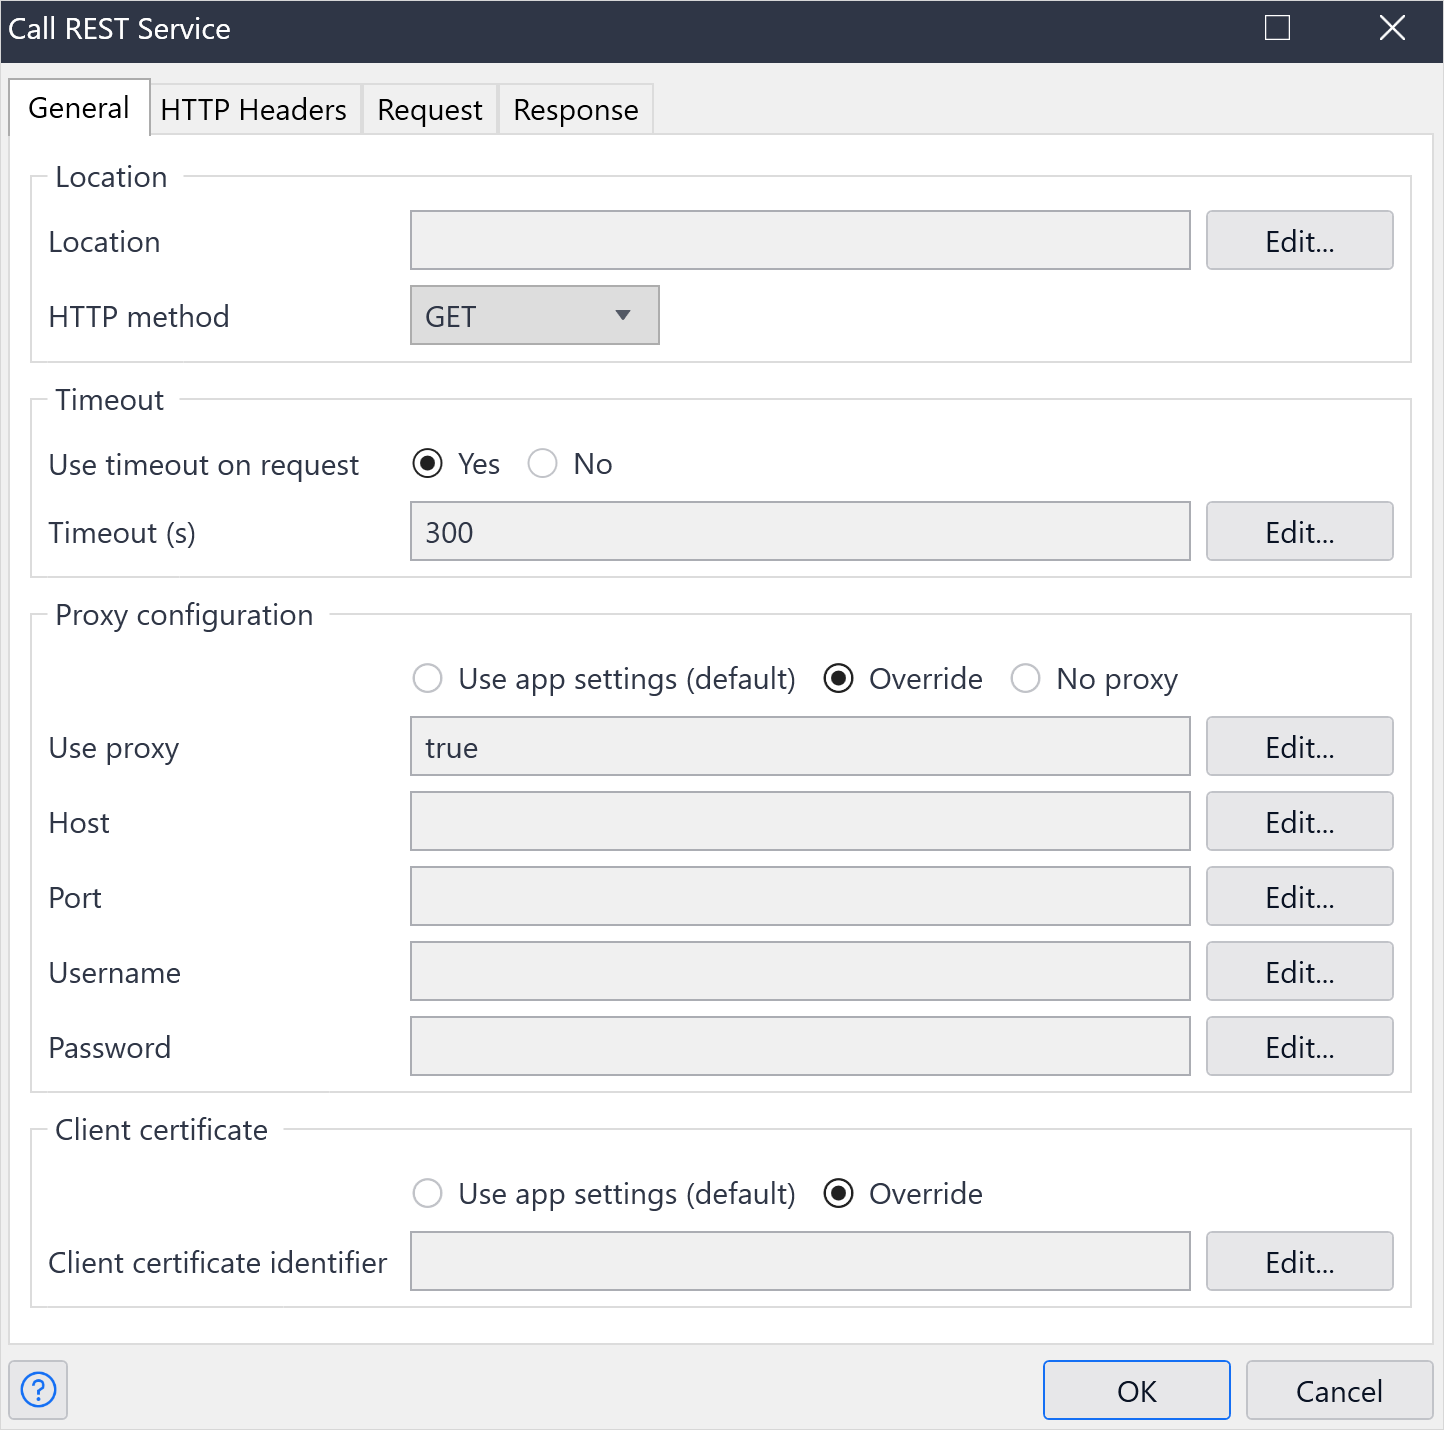 Call REST Service
General HTTP Headers Request Response
Location
Location Edit...
HTTP method GET
Timeout
Use timeout on request Yes No
Timeout (s) 300 Edit...
Proxy configuration
Use app settings (default) Override No proxy
Use proxy true Edit...
Host Edit...
Port Edit...
Username Edit...
Password Edit...
Client certificate
Use app settings (default) Override
Client certificate identifier Edit...
? OK Cancel